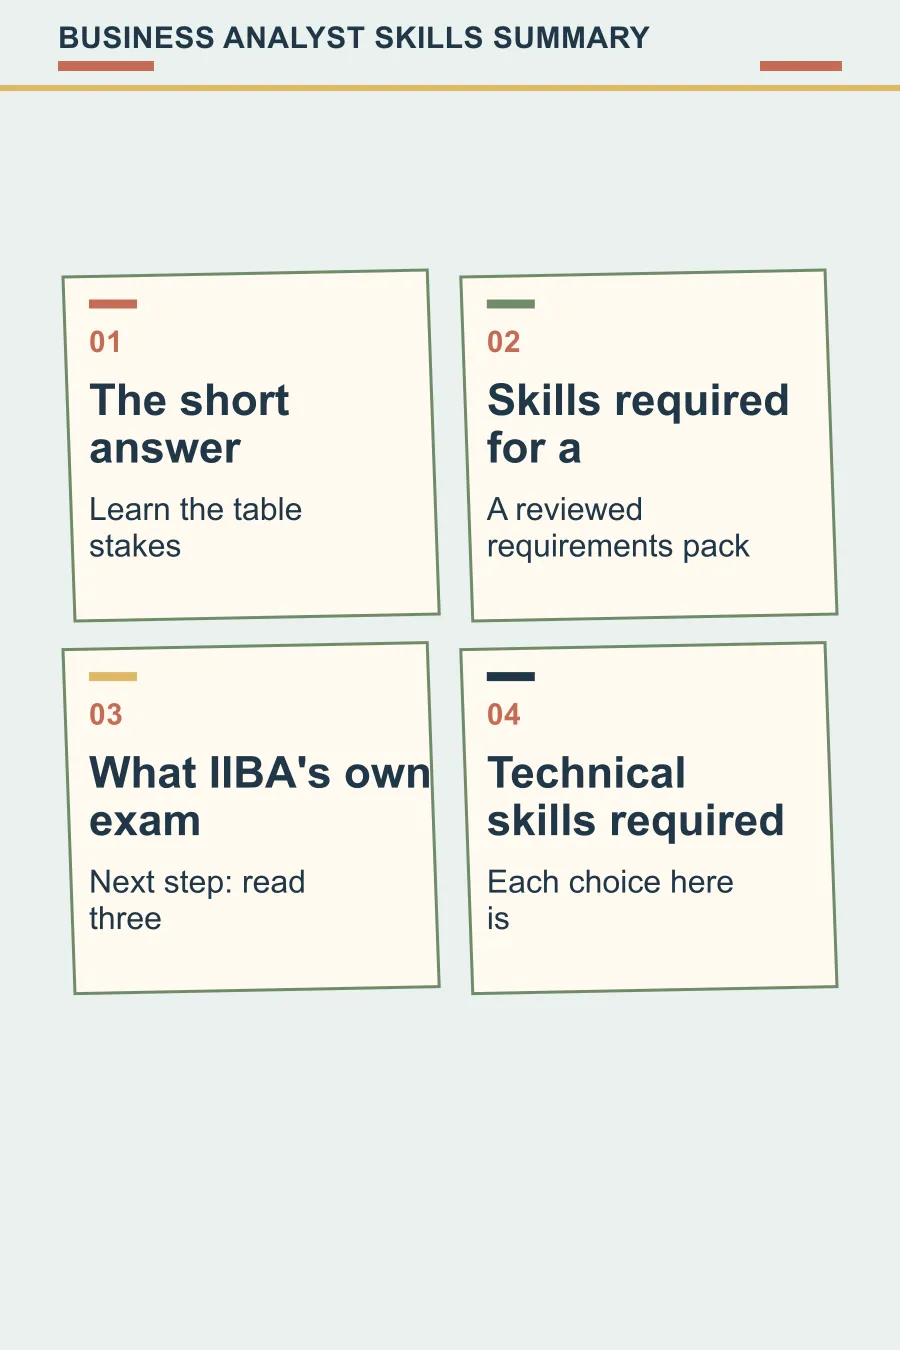 BUSINESS ANALYST SKILLS SUMMARY
01
The short
answer
Learn the table
stakes
02
Skills required
for a
A reviewed
requirements pack
03
What IIBA's own
exam
Next step: read
three
04
Technical
skills required
Each choice here
is